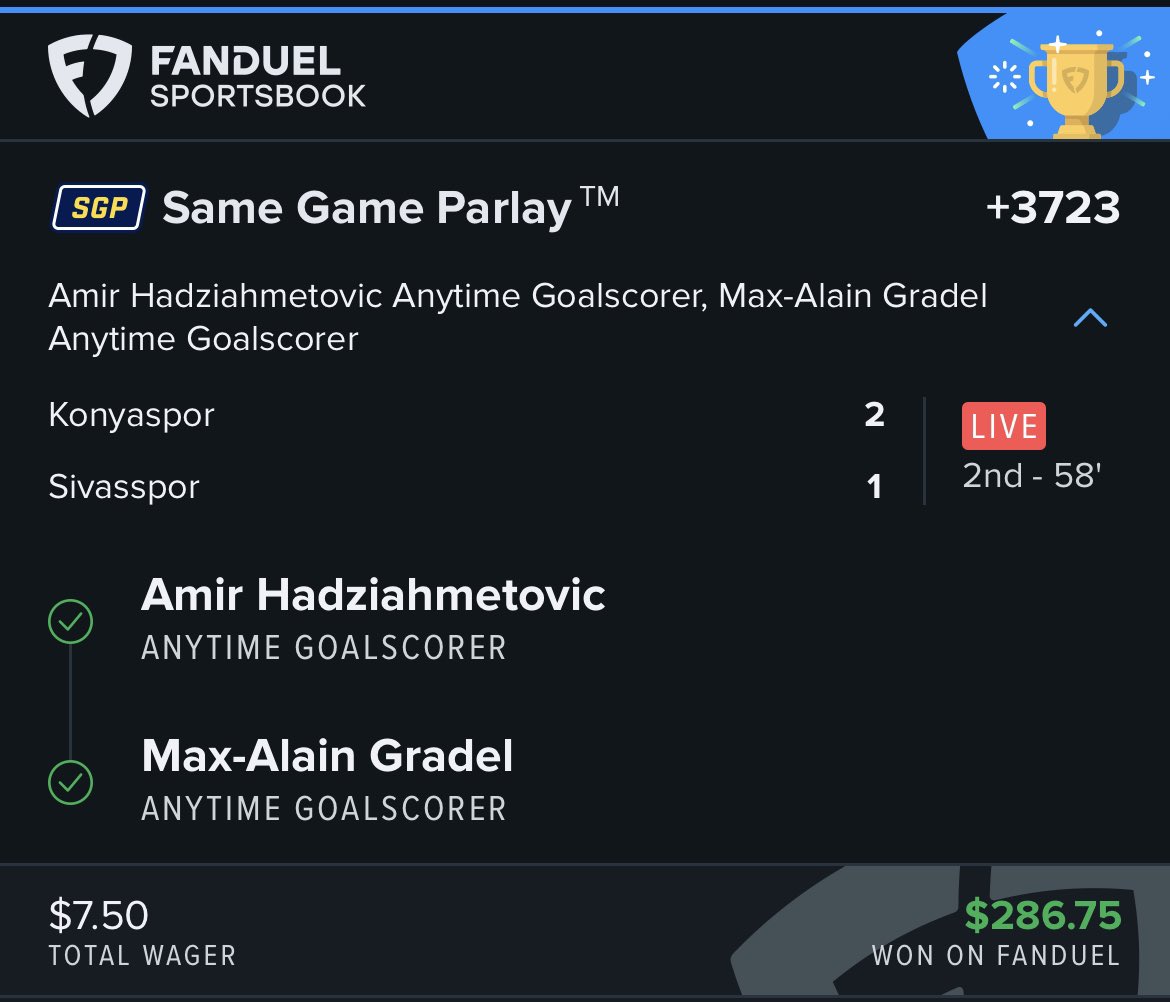 FANDUEL
SPORTSBOOK
SGP Same Game Parlay™ +3723
Amir Hadziahmetovic Anytime Goalscorer, Max-Alain Gradel
Anytime Goalscorer
Konyaspor 2
LIVE
2nd - 58'
Sivasspor 1
Amir Hadziahmetovic
ANYTIME GOALSCORER
Max-Alain Gradel
ANYTIME GOALSCORER
$7.50 $286.75
TOTAL WAGER WON ON FANDUEL